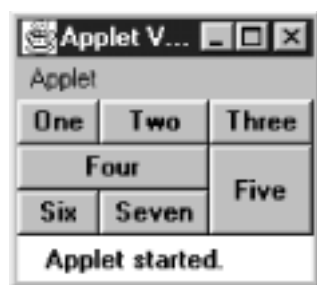 Applet V...
Applet
One Two Three
Four
Five
Six Seven
Applet started.